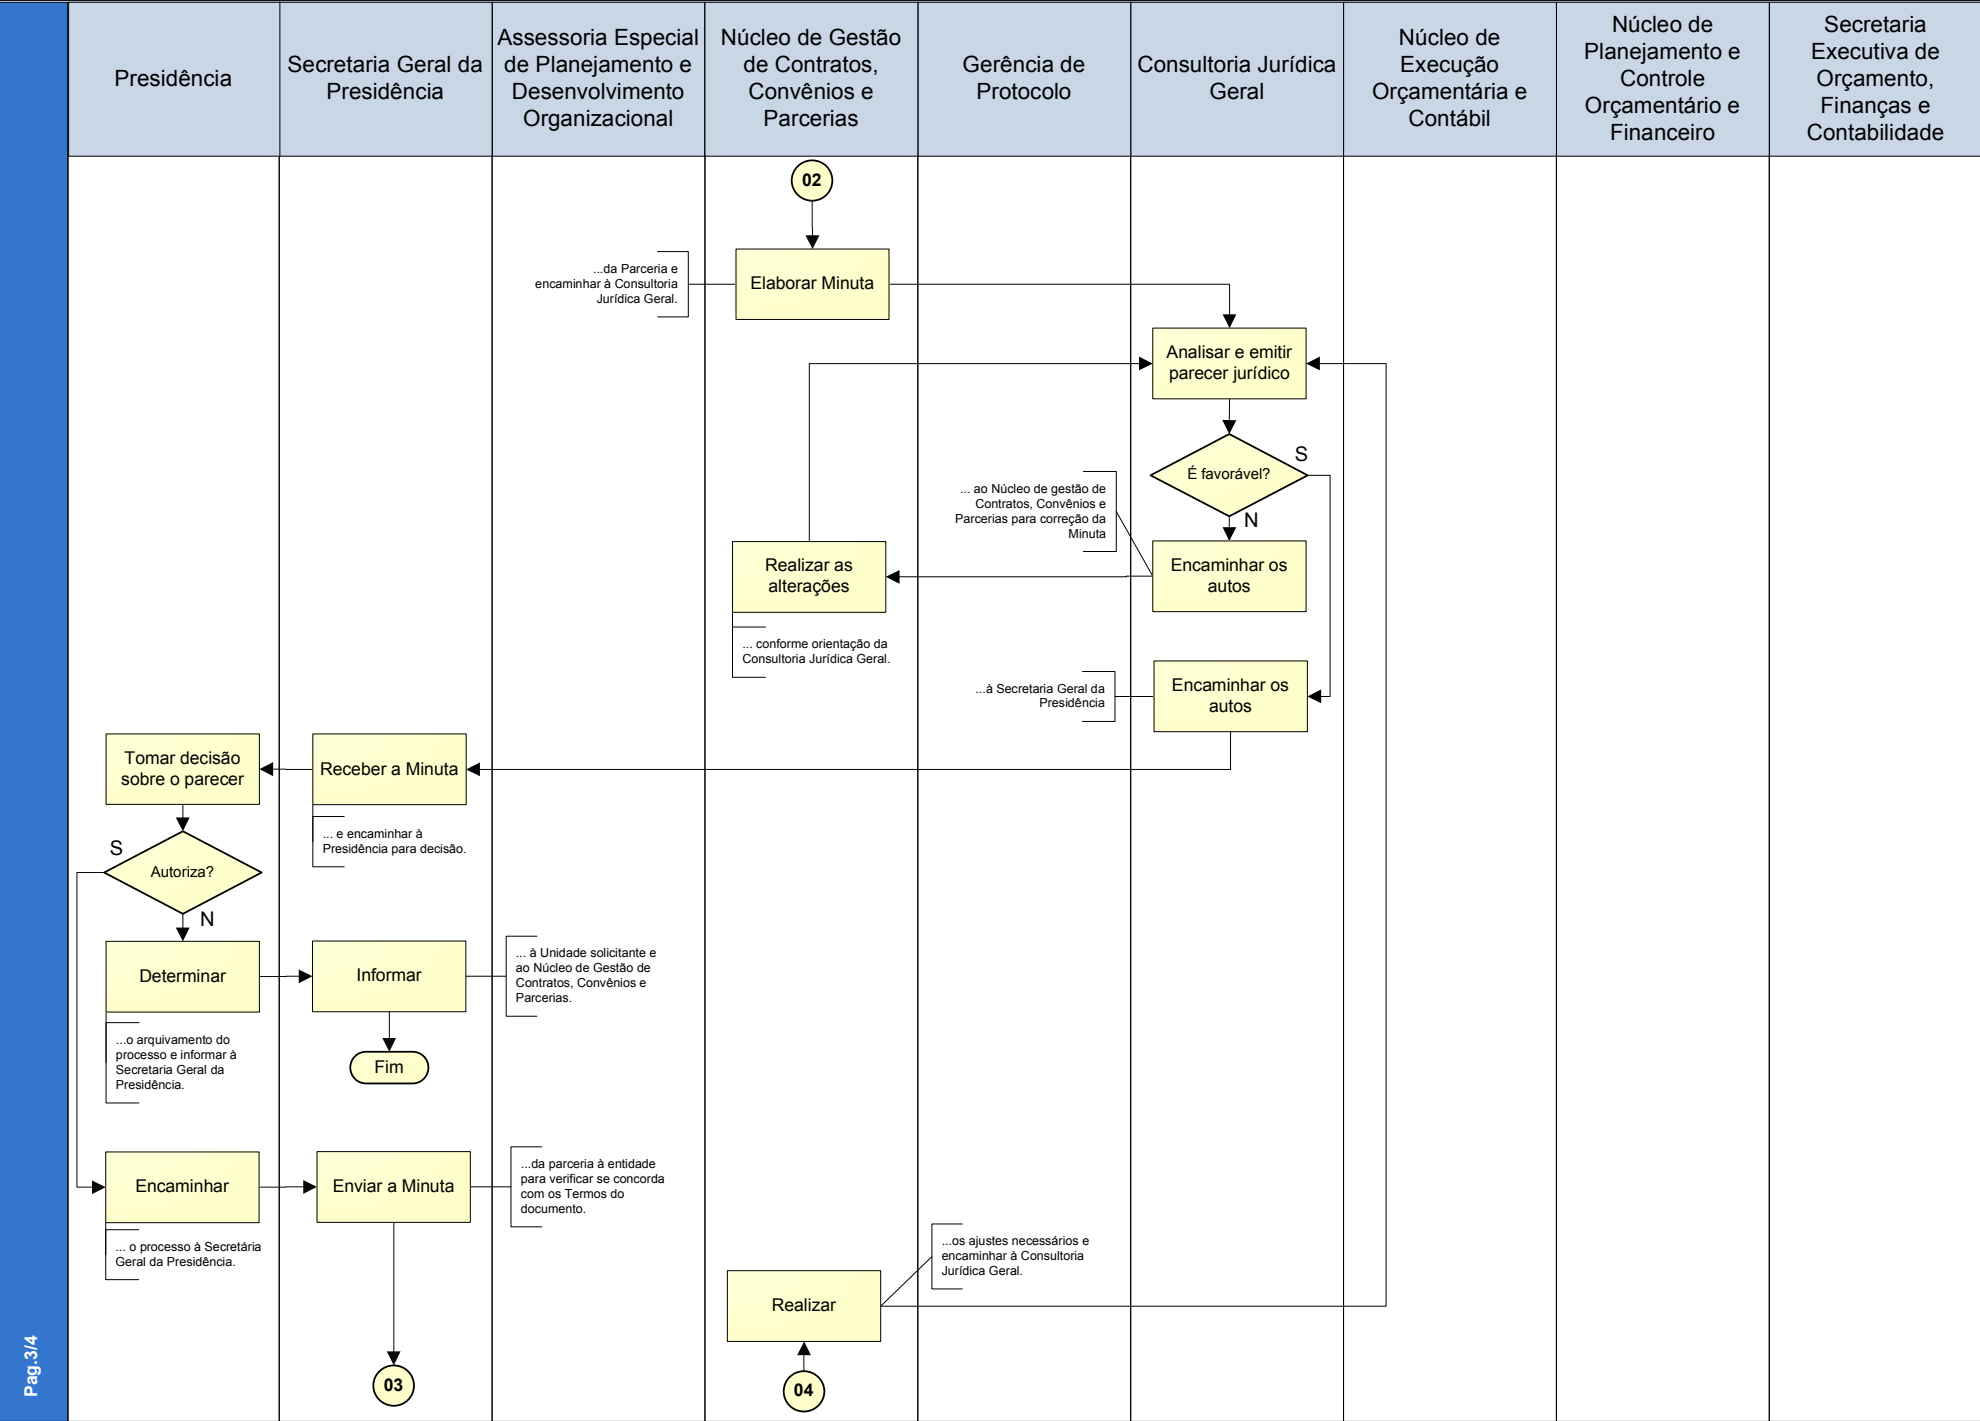 Presidência
Secretaria Geral da
Presidência
Assessoria Especial
de Planejamento e
Desenvolvimento
Organizacional
Núcleo de Gestão
de Contratos,
Convênios e
Parcerias
Gerência de
Protocolo
Consultoria Jurídica
Geral
Núcleo de
Execução
Orçamentária e
Contábil
Núcleo de
Planejamento e
Controle
Orçamentário e
Financeiro
Secretaria
Executiva de
Orçamento,
Finanças e
Contabilidade
02
...da Parceria e
encaminhar à Consultoria
Jurídica Geral.
Elaborar Minuta
Analisar e emitir
parecer jurídico
É favorável?
S
N
... ao Núcleo de gestão de
Contratos, Convênios e
Parcerias para correção da
Minuta
Realizar as
alterações
Encaminhar os
autos
... conforme orientação da
Consultoria Jurídica Geral.
...à Secretaria Geral da
Presidência
Encaminhar os
autos
Tomar decisão
sobre o parecer
Receber a Minuta
... e encaminhar à
Presidência para decisão.
S
Autoriza?
N
Determinar
Informar
... à Unidade solicitante e
ao Núcleo de Gestão de
Contratos, Convênios e
Parcerias.
...o arquivamento do
processo e informar à
Secretaria Geral da
Presidência.
Fim
Encaminhar
Enviar a Minuta
...da parceria à entidade
para verificar se concorda
com os Termos do
documento.
... o processo à Secretária
Geral da Presidência.
...os ajustes necessários e
encaminhar à Consultoria
Jurídica Geral.
Realizar
03
04
Pag.3/4